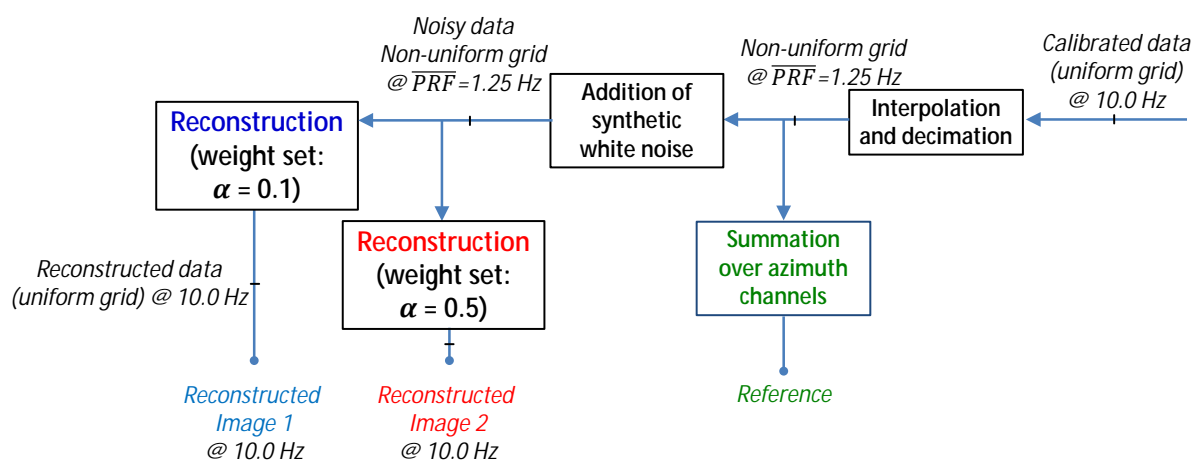 Noisy data
Non-uniform grid
@ P̅R̅F̅=1.25 Hz
Non-uniform grid
@ P̅R̅F̅=1.25 Hz
Calibrated data
(uniform grid)
@ 10.0 Hz
Reconstruction
(weight set:
α = 0.1)
Addition of
synthetic
white noise
Interpolation
and decimation
Reconstruction
(weight set:
α = 0.5)
Summation
over azimuth
channels
Reconstructed data
(uniform grid) @ 10.0 Hz
Reconstructed
Image 1
@ 10.0 Hz
Reconstructed
Image 2
@ 10.0 Hz
Reference